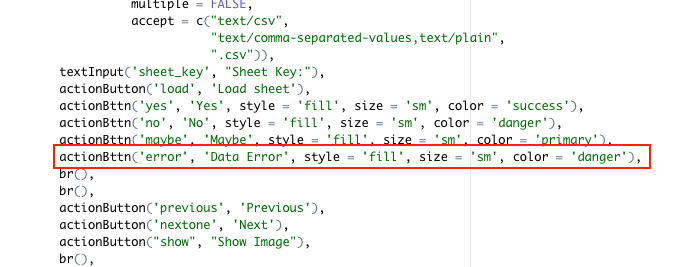 multiple = FALSE,
accept = c("text/csv",
"text/comma-separated-values,text/plain",
".csv")),
textInput('sheet_key', "Sheet Key:"),
actionButton('load', 'Load sheet'),
actionBttn('yes', 'Yes', style = 'fill', size = 'sm', color = 'success'),
actionBttn('no', 'No', style = 'fill', size = 'sm', color = 'danger'),
actionBttn('maybe', 'Maybe', style = 'fill', size = 'sm', color = 'primary'),
actionBttn('error', 'Data Error', style = 'fill', size = 'sm', color = 'danger'),
br(),
br(),
actionButton('previous', 'Previous'),
actionButton('nextone', 'Next'),
actionButton("show", "Show Image"),
br(),